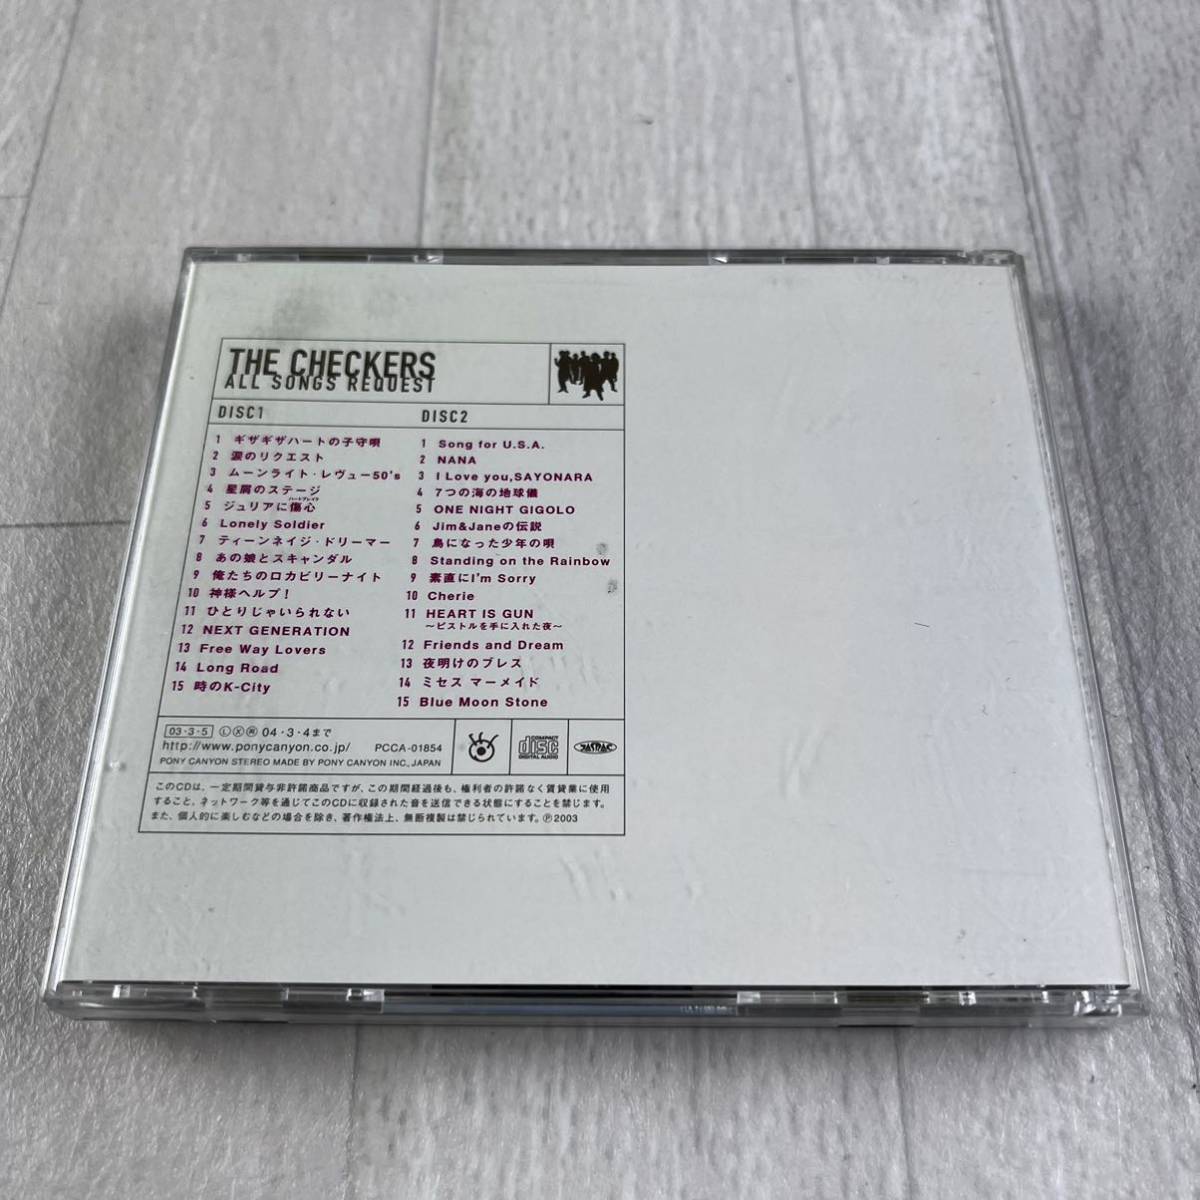 THE CHECKERS
ALL SONGS REQUEST
DISC1
1 ギザギザハートの子守唄
2 涙のリクエスト
3 ムーンライト・レヴュー50's
4 星屑のステージ
ハートブレイク
5 ジュリアに傷心
6 Lonely Soldier
7 ティーンネイジ・ドリーマー
8 あの娘とスキャンダル
9 俺たちのロカビリーナイト
10 神様ヘルプ!
11 ひとりじゃいられない
12 NEXT GENERATION
13 Free Way Lovers
14 Long Road
15 時のK-City
DISC2
1 Song for U.S.A.
2 NANA
3 I Love you,SAYONARA
4 7つの海の地球儀
5 ONE NIGHT GIGOLO
6 Jim&Janeの伝説
7 鳥になった少年の唄
8 Standing on the Rainbow
9 素直にI'm Sorry
10 Cherie
11 HEART IS GUN
〜ピストルを手に入れた夜〜
12 Friends and Dream
13 夜明けのブレス
14 ミセス マーメイド
15 Blue Moon Stone
03・3・5 Ⓛ Ⓧ 04・3・4まで
http://www.ponycanyon.co.jp/ PCCA-01854
PONY CANYON STEREO MADE BY PONY CANYON INC., JAPAN
COMPACT
disc
DIGITAL AUDIO
JASRAC
このCDは、一定期間貸与非許諾商品ですが、この期間経過後も、権利者の許諾なく賃貸業に使用
すること、ネットワーク等を通じてこのCDに収録された音を送信できる状態にすることを禁じます。
また、個人的に楽しむなどの場合を除き、著作権法上、無断複製は禁じられています。Ⓟ2003